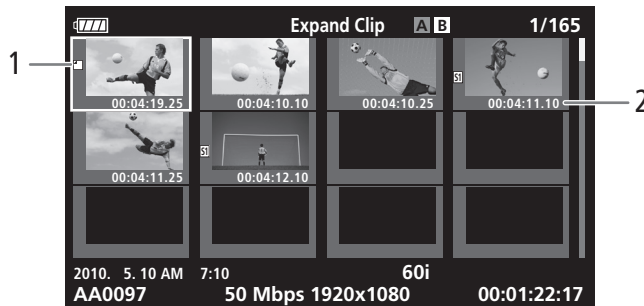 Expand Clip A B 1/165
1
00:04:19.25 00:04:10.10 00:04:10.25 S1 00:04:11.10
2
00:04:11.25 S1 00:04:12.10
2010. 5. 10 AM 7:10 60i
AA0097 50 Mbps 1920x1080 00:01:22:17